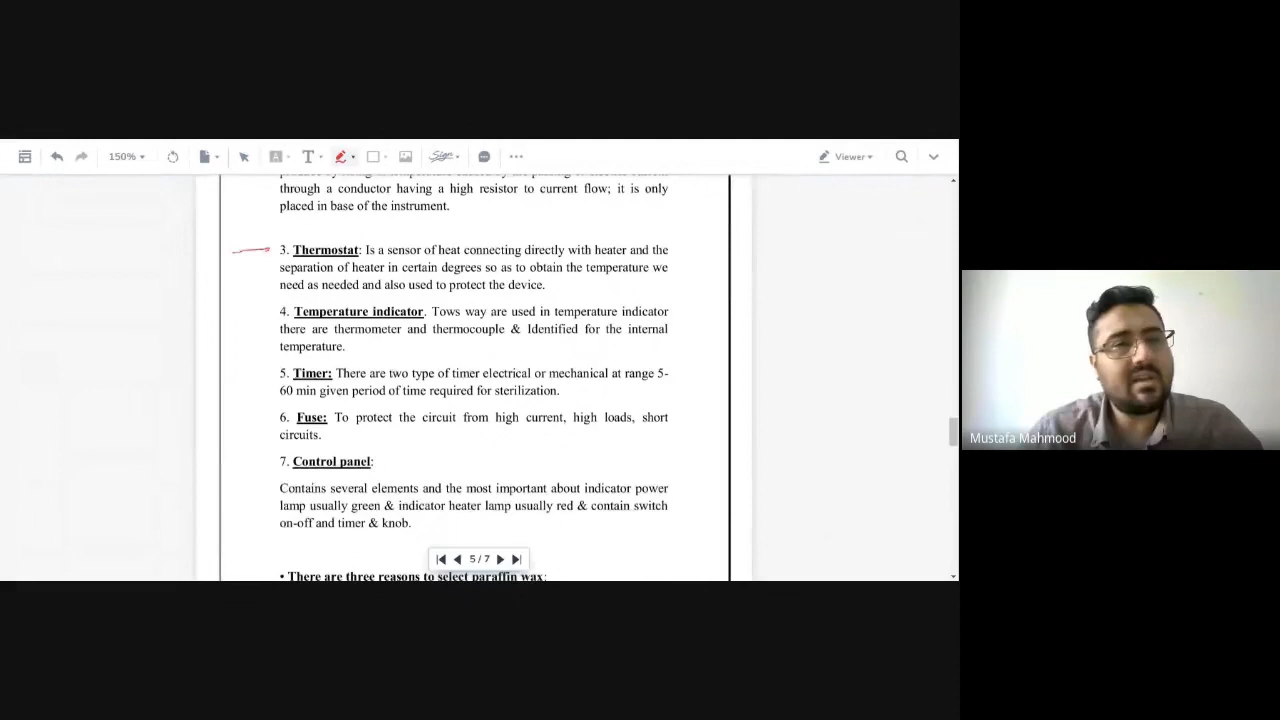 150%
T
Sign
Viewer
through a conductor having a high resistor to current flow; it is only
placed in base of the instrument.
3. Thermostat: Is a sensor of heat connecting directly with heater and the
separation of heater in certain degrees so as to obtain the temperature we
need as needed and also used to protect the device.
4. Temperature indicator. Tows way are used in temperature indicator
there are thermometer and thermocouple & Identified for the internal
temperature.
5. Timer: There are two type of timer electrical or mechanical at range 5-
60 min given period of time required for sterilization.
6. Fuse: To protect the circuit from high current, high loads, short
circuits.
7. Control panel:
Contains several elements and the most important about indicator power
lamp usually green & indicator heater lamp usually red & contain switch
on-off and timer & knob.
5 / 7
• There are three reasons to select paraffin wax:
Mustafa Mahmood